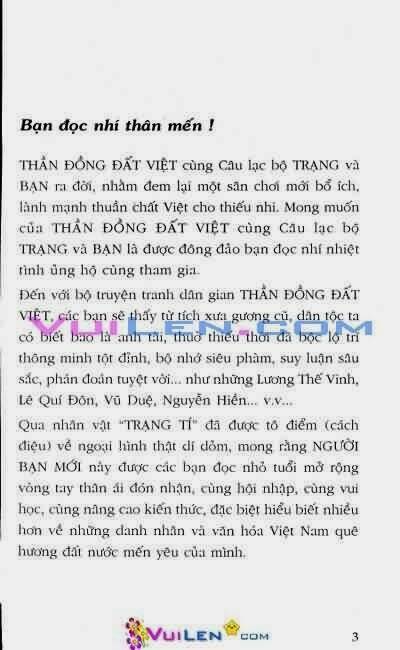 Bạn đọc nhí thân mến !
THẦN ĐỒNG ĐẤT VIỆT cùng Câu lạc bộ TRẠNG và
BẠN ra đời, nhằm đem lại một sân chơi mới bổ ích,
lành mạnh thuần chất Việt cho thiếu nhi. Mong muốn
của THẦN ĐỒNG ĐẤT VIỆT cùng Câu lạc bộ
TRẠNG và BẠN là được đông đảo bạn đọc nhí nhiệt
tình ủng hộ cùng tham gia.
Đến với bộ truyện tranh dân gian THẦN ĐỒNG ĐẤT
VIỆT, các bạn sẽ thấy từ tích xưa gương cũ, dân tộc ta
có biết bao là anh tài, thuở thiếu thời đã bộc lộ trí
thông minh tột đỉnh, bộ nhớ siêu phàm, suy luận sâu
sắc, phán đoán tuyệt vời... như những Lương Thế Vinh,
Lê Quí Đôn, Vũ Duệ, Nguyễn Hiền... v.v...
VUILEN.COM
Qua nhân vật "TRẠNG TÍ" đã được tô điểm (cách
điệu) về ngoại hình thật dí dỏm, mong rằng NGƯỜI
BẠN MỚI này được các bạn đọc nhỏ tuổi mở rộng
vòng tay thân ái đón nhận, cùng hội nhập, cùng vui
học, cùng nâng cao kiến thức, đặc biệt hiểu biết nhiều
hơn về những danh nhân và văn hóa Việt Nam quê
hương đất nước mến yêu của mình.
VUILEN.COM
3